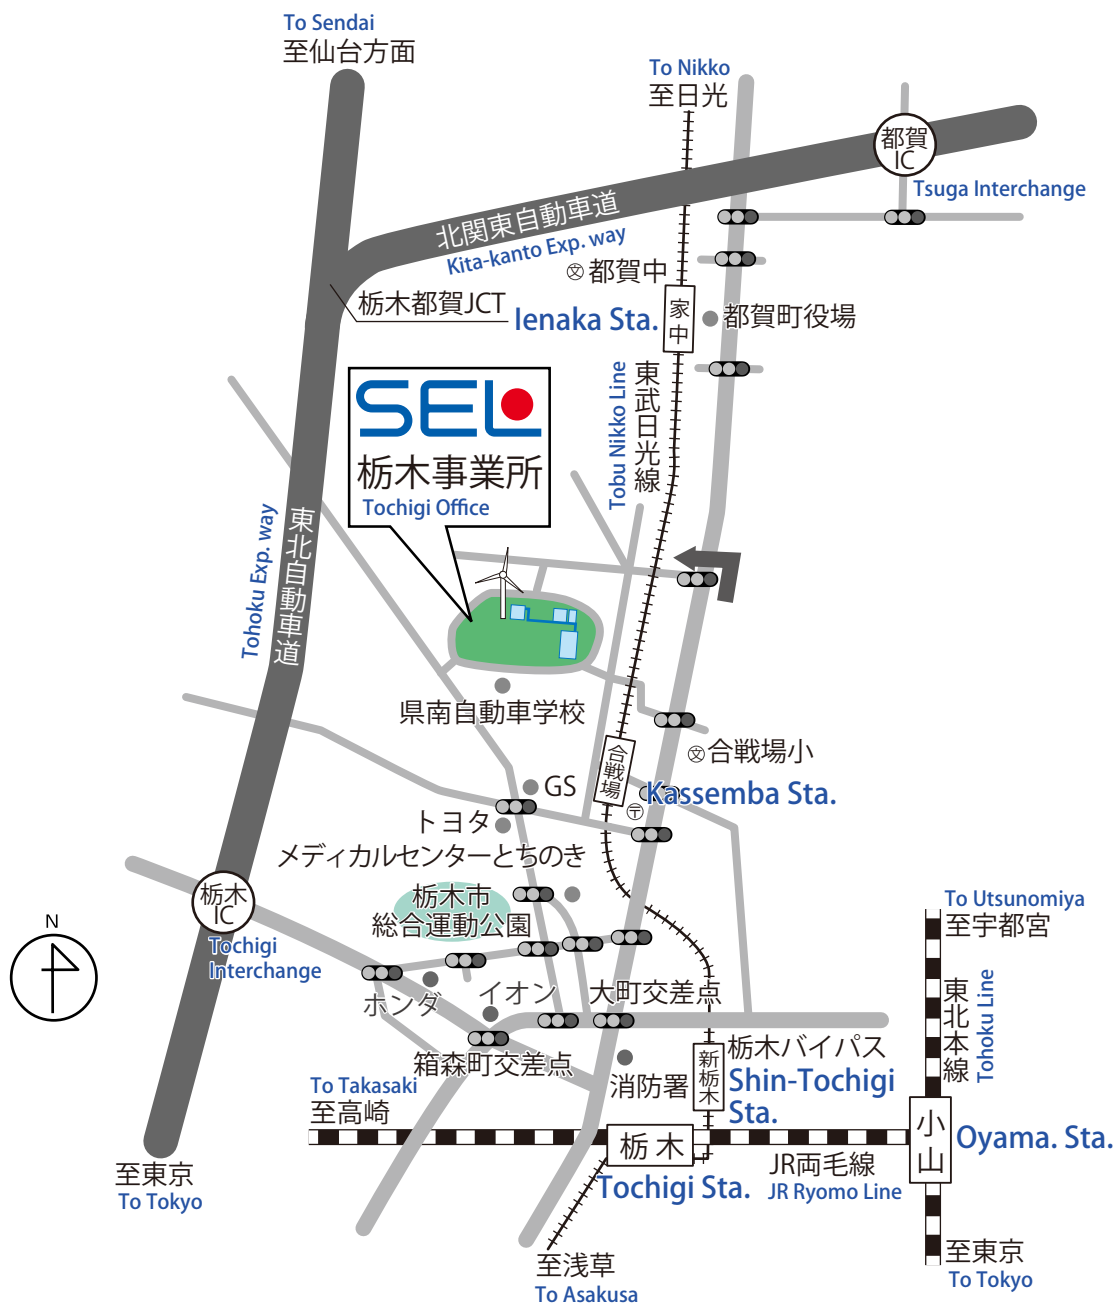 To Sendai
至仙台方面
To Nikko
至日光
都賀
IC
Tsuga Interchange
北関東自動車道
Kita-kanto Exp. way
文 都賀中
栃木都賀JCT
Ienaka Sta.
家中
都賀町役場
SEL
栃木事業所
Tochigi Office
Tobu Nikko Line
東武日光線
Tohoku Exp. way
東北自動車道
県南自動車学校
合戦場
文 合戦場小
GS
Kassemba Sta.
〒
トヨタ
メディカルセンターとちのき
栃木市
総合運動公園
栃木
IC
Tochigi
Interchange
N
ホンダ
イオン
大町交差点
To Utsunomiya
至宇都宮
東北本線
Tohoku Line
箱森町交差点
消防署
新栃木
栃木バイパス
Shin-Tochigi
Sta.
To Takasaki
至高崎
栃木
Tochigi Sta.
JR両毛線
JR Ryomo Line
小山
Oyama. Sta.
至東京
To Tokyo
至浅草
To Asakusa
至東京
To Tokyo